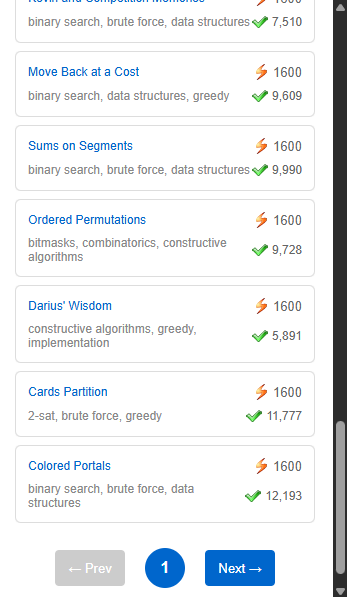 binary search, brute force, data structures 7,510
Move Back at a Cost 1600
binary search, data structures, greedy 9,609
Sums on Segments 1600
binary search, brute force, data structures 9,990
Ordered Permutations 1600
bitmasks, combinatorics, constructive
algorithms 9,728
Darius' Wisdom 1600
constructive algorithms, greedy,
implementation 5,891
Cards Partition 1600
2-sat, brute force, greedy 11,777
Colored Portals 1600
binary search, brute force, data
structures 12,193
← Prev 1 Next →